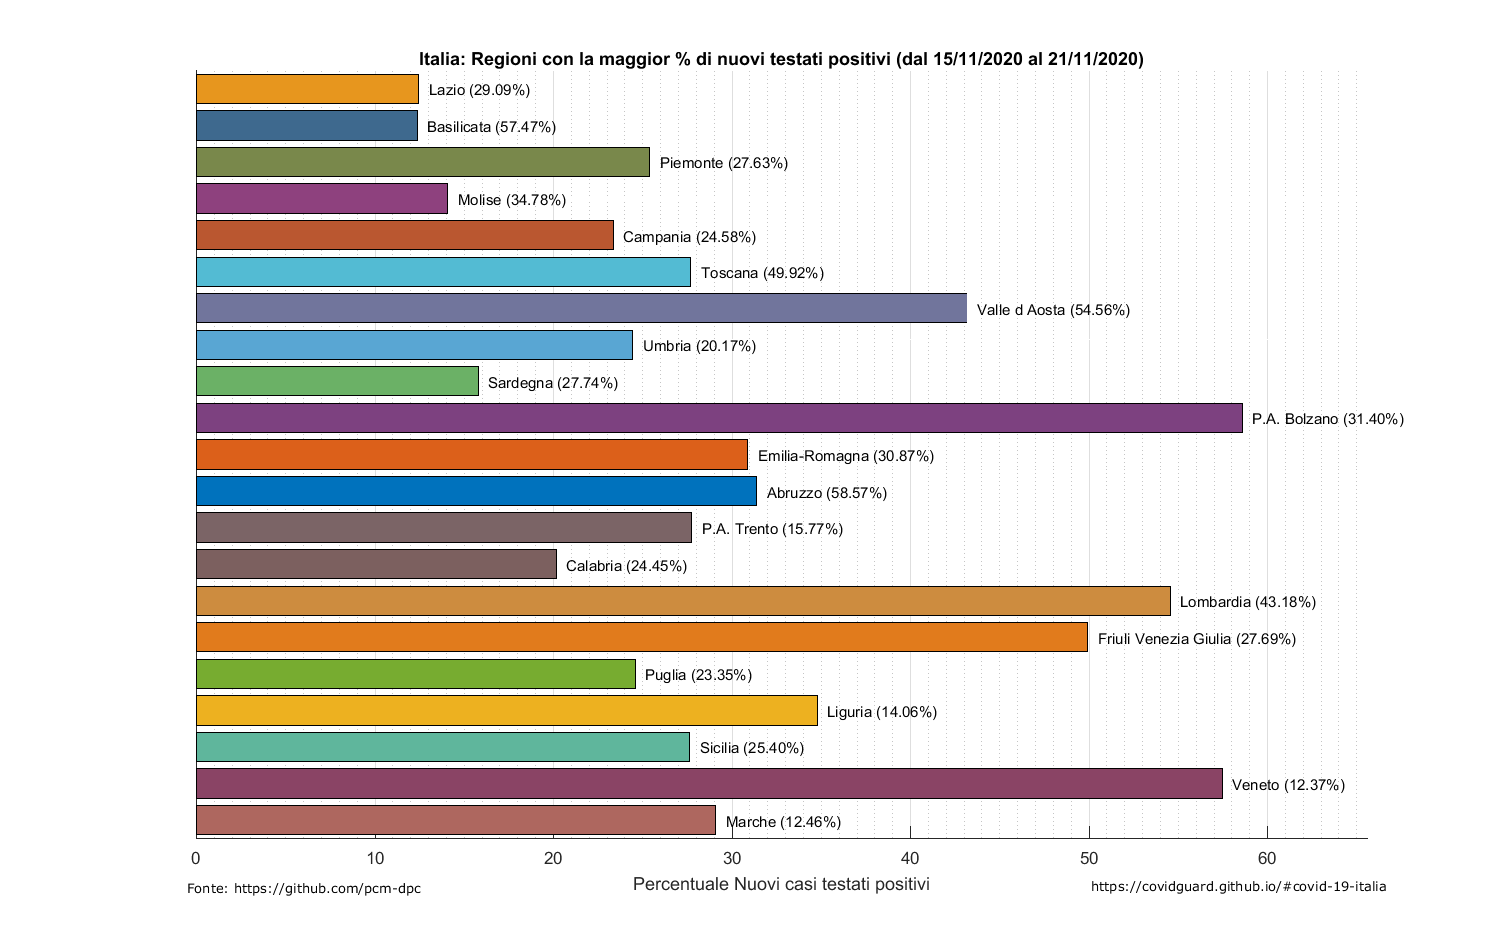 Italia: Regioni con la maggior % di nuovi testati positivi (dal 15/11/2020 al 21/11/2020)
Lazio (29.09%)
Basilicata (57.47%)
Piemonte (27.63%)
Molise (34.78%)
Campania (24.58%)
Toscana (49.92%)
Valle d Aosta (54.56%)
Umbria (20.17%)
Sardegna (27.74%)
P.A. Bolzano (31.40%)
Emilia-Romagna (30.87%)
Abruzzo (58.57%)
P.A. Trento (15.77%)
Calabria (24.45%)
Lombardia (43.18%)
Friuli Venezia Giulia (27.69%)
Puglia (23.35%)
Liguria (14.06%)
Sicilia (25.40%)
Veneto (12.37%)
Marche (12.46%)
0 10 20 30 40 50 60
Percentuale Nuovi casi testati positivi
Fonte: https://github.com/pcm-dpc
https://covidguard.github.io/#covid-19-italia